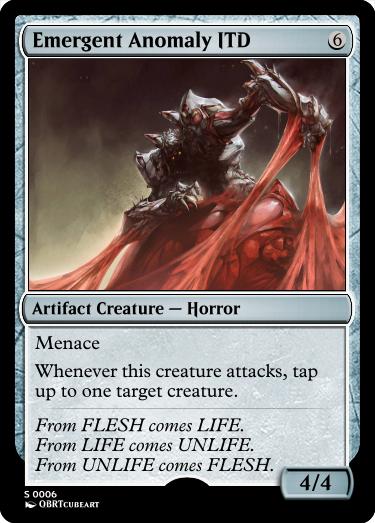 Emergent Anomaly ITD 6
Artifact Creature — Horror
Menace
Whenever this creature attacks, tap
up to one target creature.
From FLESH comes LIFE.
From LIFE comes UNLIFE.
From UNLIFE comes FLESH.
4/4
S 0006
OBRTCUBEART